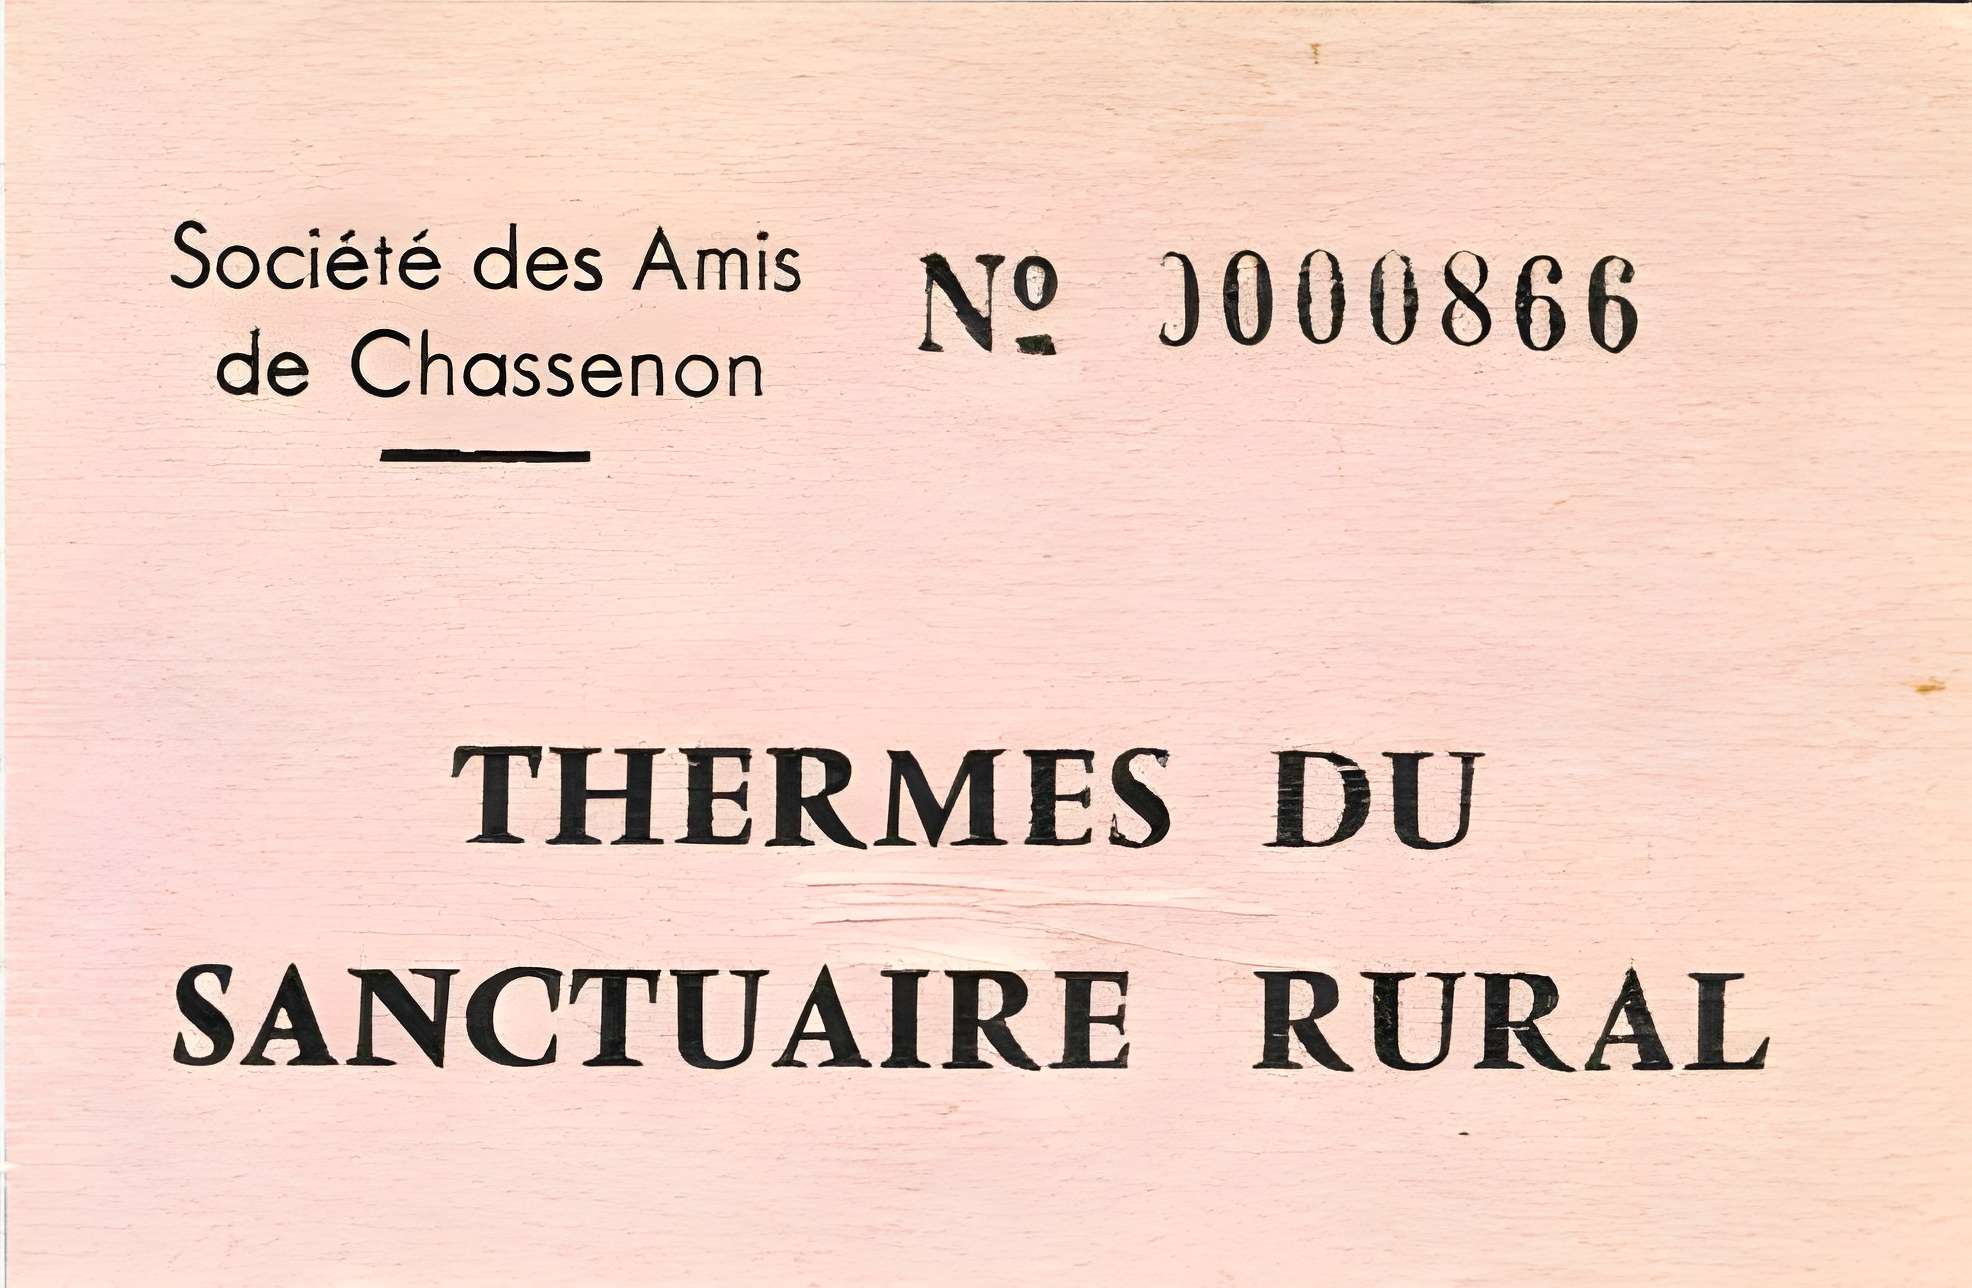 Société des Amis
de Chassenon
Nº 0000866
THERMES DU
SANCTUAIRE RURAL